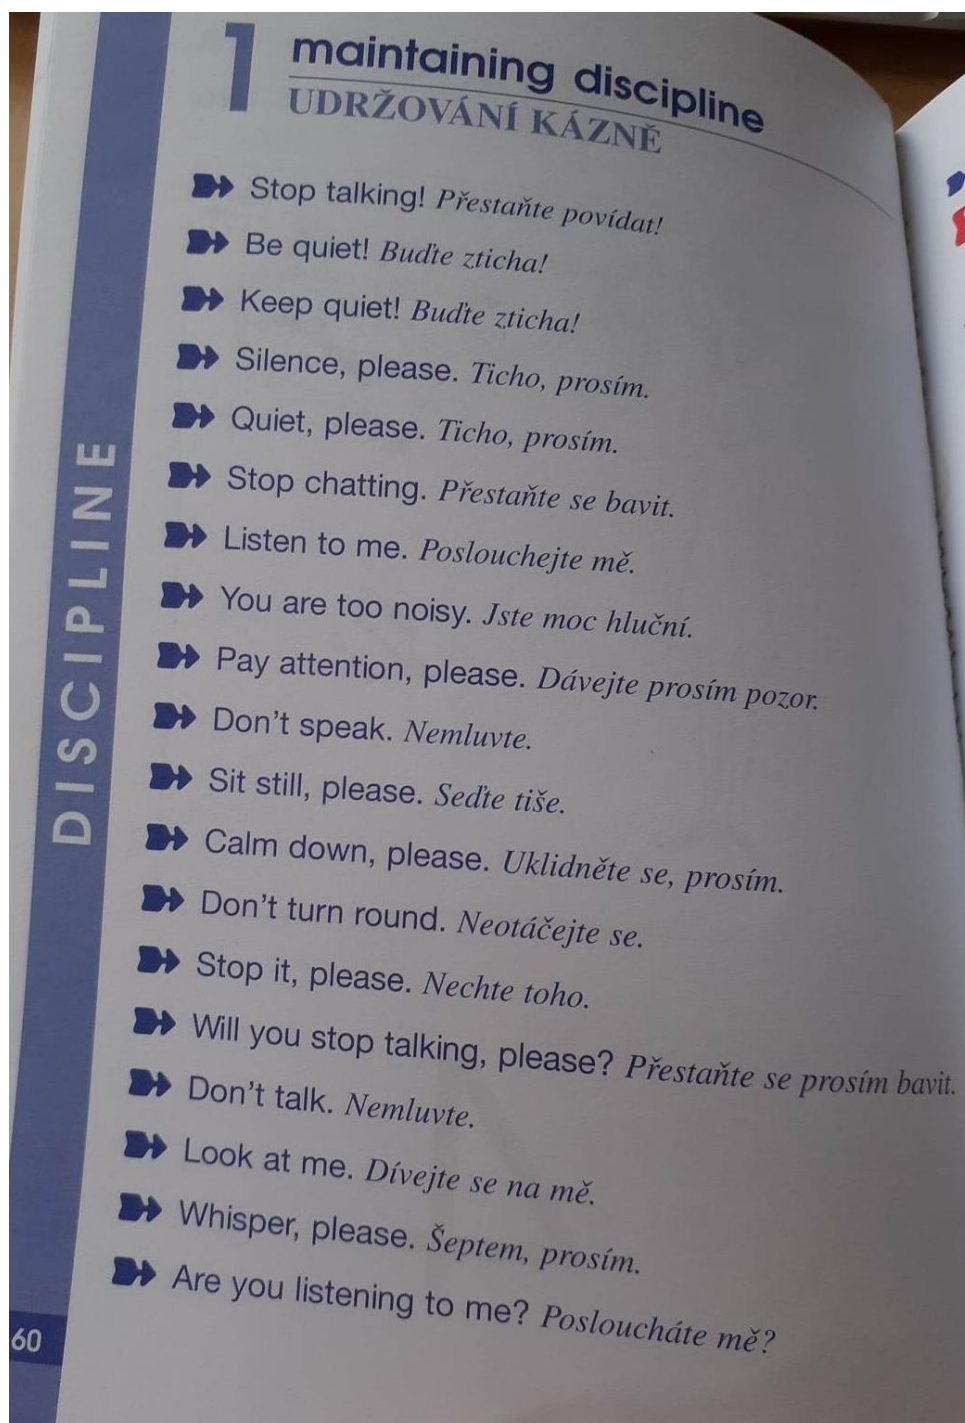 1 maintaining discipline
UDRŽOVÁNÍ KÁZNĚ
Stop talking! Přestaňte povídat!
Be quiet! Buďte zticha!
Keep quiet! Buďte zticha!
Silence, please. Ticho, prosím.
Quiet, please. Ticho, prosím.
Stop chatting. Přestaňte se bavit.
Listen to me. Poslouchejte mě.
You are too noisy. Jste moc hluční.
Pay attention, please. Dávejte prosím pozor.
Don't speak. Nemluvte.
Sit still, please. Seďte tiše.
Calm down, please. Uklidněte se, prosím.
Don't turn round. Neotáčejte se.
Stop it, please. Nechte toho.
Will you stop talking, please? Přestaňte se prosím bavit.
Don't talk. Nemluvte.
Look at me. Dívejte se na mě.
Whisper, please. Šeptem, prosím.
Are you listening to me? Posloucháte mě?
DISCIPLINE
60